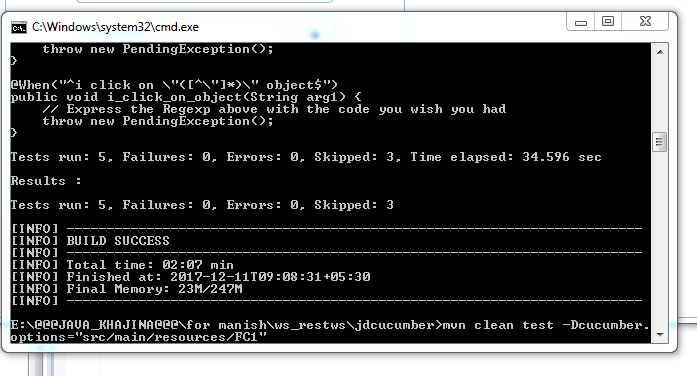 C:\Windows\system32\cmd.exe
    throw new PendingException();
}
@When("^i click on \"([^\"]*)\" object$")
public void i_click_on_object(String arg1) {
    // Express the Regexp above with the code you wish you had
    throw new PendingException();
}
Tests run: 5, Failures: 0, Errors: 0, Skipped: 3, Time elapsed: 34.596 sec
Results :
Tests run: 5, Failures: 0, Errors: 0, Skipped: 3
[INFO] ------------------------------------------------------------------------
[INFO] BUILD SUCCESS
[INFO] ------------------------------------------------------------------------
[INFO] Total time: 02:07 min
[INFO] Finished at: 2017-12-11T09:08:31+05:30
[INFO] Final Memory: 23M/247M
[INFO] ------------------------------------------------------------------------
E:\@@@JAVA_KHAJINA@@@\for manish\ws_restws\jdcucumber>mvn clean test -Dcucumber.
options="src/main/resources/FC1"